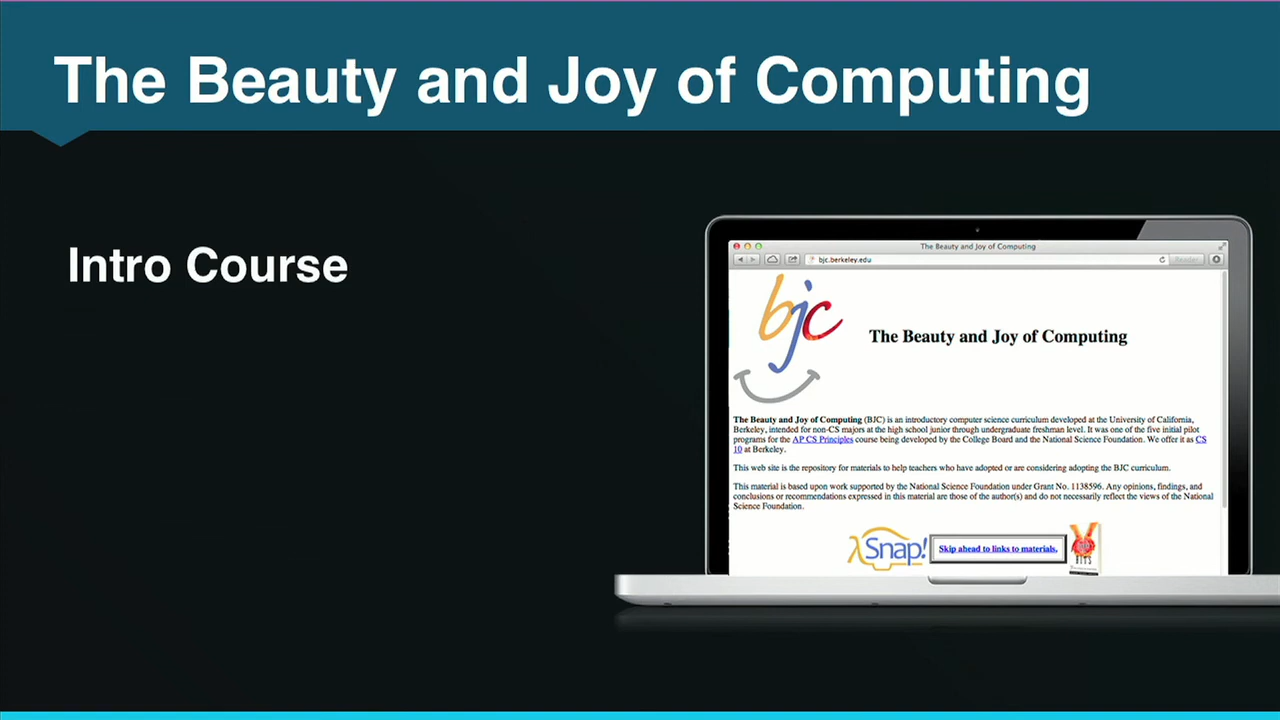 The Beauty and Joy of Computing
Intro Course
The Beauty and Joy of Computing
bjc.berkeley.edu
Reader
bjc
The Beauty and Joy of Computing
The Beauty and Joy of Computing (BJC) is an introductory computer science curriculum developed at the University of California,
Berkeley, intended for non-CS majors at the high school junior through undergraduate freshman level. It was one of the five initial pilot
programs for the AP CS Principles course being developed by the College Board and the National Science Foundation. We offer it as CS
10 at Berkeley.
This web site is the repository for materials to help teachers who have adopted or are considering adopting the BJC curriculum.
This material is based upon work supported by the National Science Foundation under Grant No. 1138596. Any opinions, findings, and
conclusions or recommendations expressed in this material are those of the author(s) and do not necessarily reflect the views of the National
Science Foundation.
λSnap!
Skip ahead to links to materials.
BITS